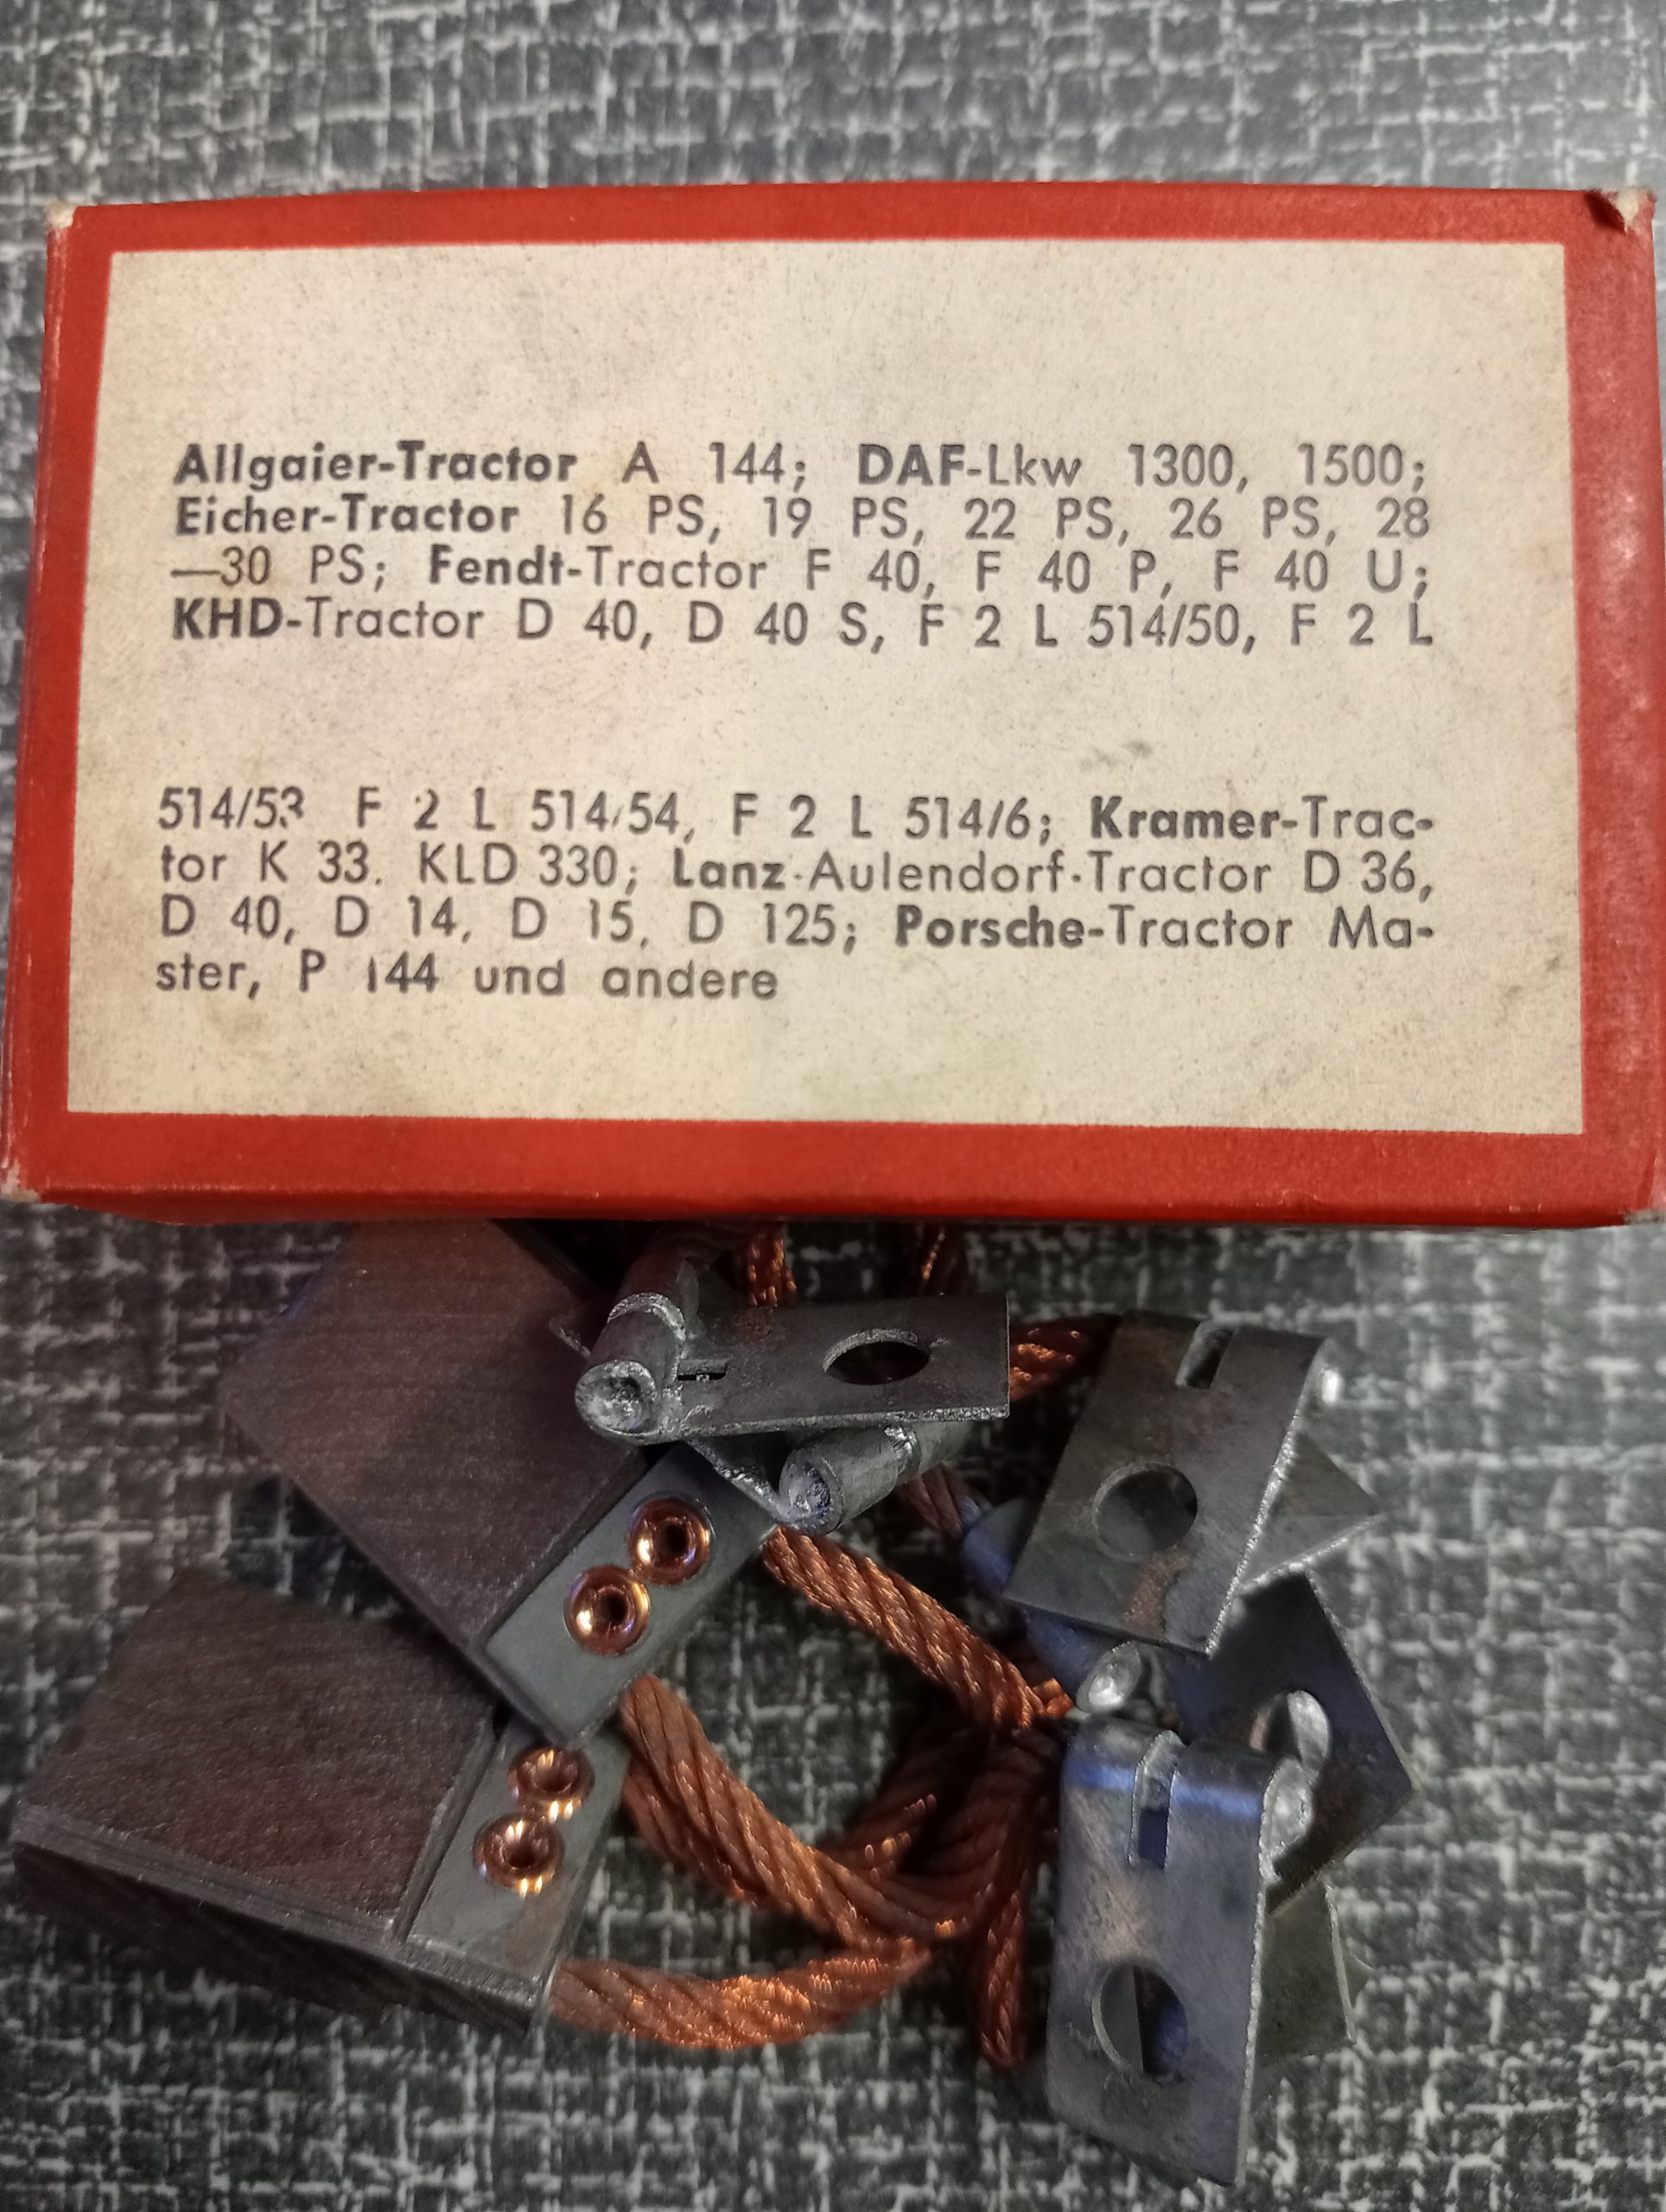 Allgaier-Tractor A 144; DAF-Lkw 1300, 1500;
Eicher-Tractor 16 PS, 19 PS, 22 PS, 26 PS, 28
—30 PS; Fendt-Tractor F 40, F 40 P, F 40 U;
KHD-Tractor D 40, D 40 S, F 2 L 514/50, F 2 L
514/53 F 2 L 514/54, F 2 L 514/6; Kramer-Trac-
tor K 33. KLD 330; Lanz-Aulendorf-Tractor D 36,
D 40, D 14, D 15, D 125; Porsche-Tractor Ma-
ster, P 144 und andere